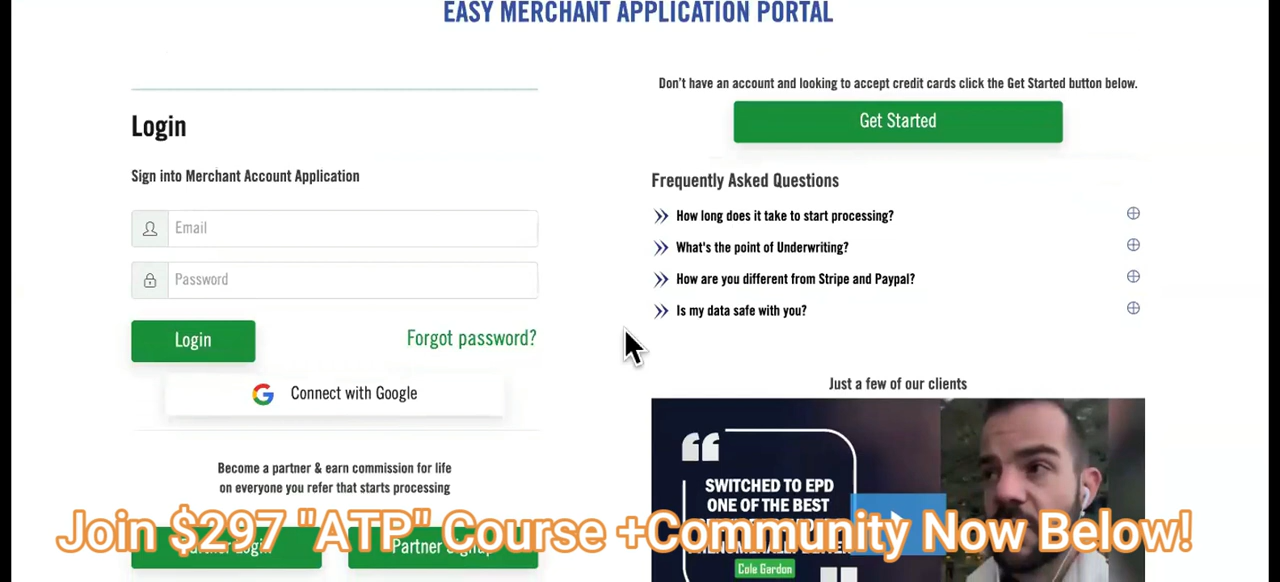 EASY MERCHANT APPLICATION PORTAL
Login
Sign into Merchant Account Application
Email
Password
Login
Forgot password?
Connect with Google
Become a partner & earn commission for life
on everyone you refer that starts processing
Login
Partner Signup
Don't have an account and looking to accept credit cards click the Get Started button below.
Get Started
Frequently Asked Questions
How long does it take to start processing?
What's the point of Underwriting?
How are you different from Stripe and Paypal?
Is my data safe with you?
Just a few of our clients
SWITCHED TO EPD
ONE OF THE BEST
Cole Gordon
Join $297 "ATP" Course +Community Now Below!